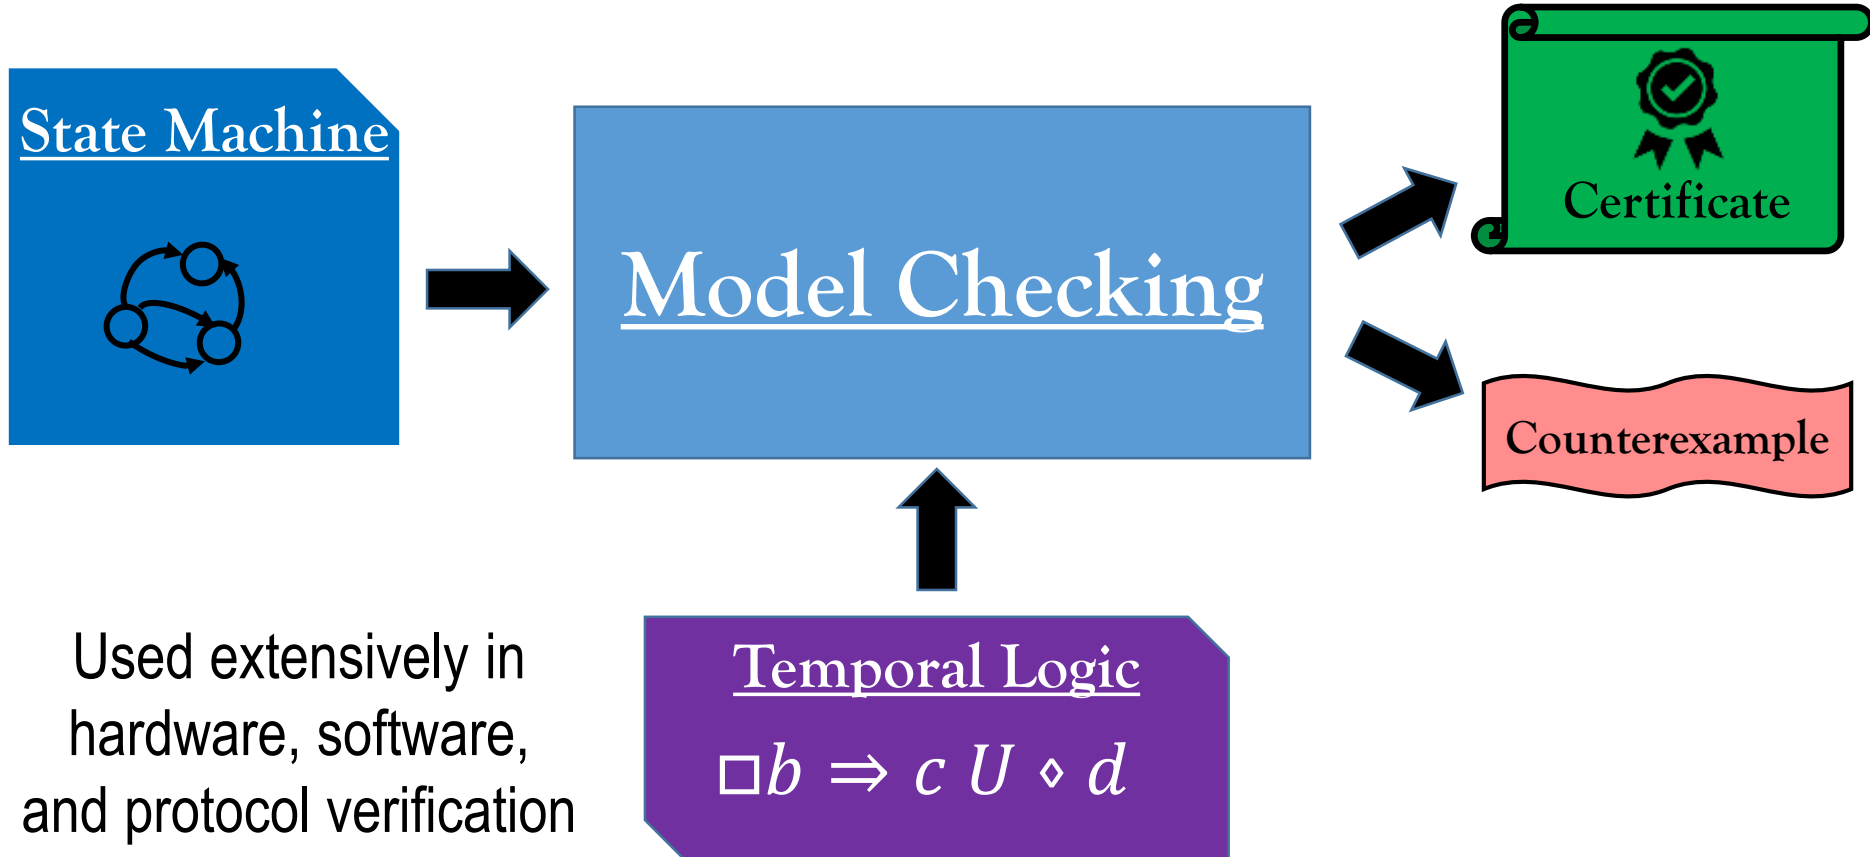 State Machine
Model Checking
Certificate
Counterexample
Used extensively in
hardware, software,
and protocol verification
Temporal Logic
□b ⇒ c U ⋄ d